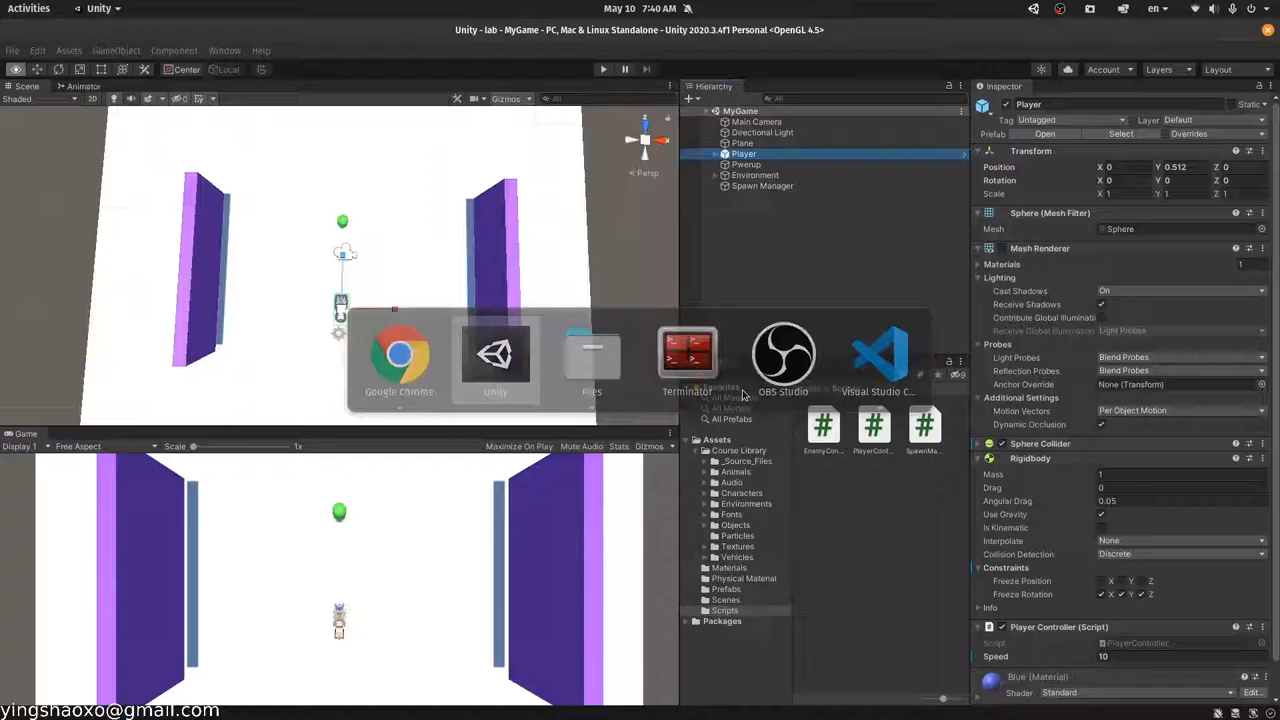 Activities
Unity
May 10 7:40 AM
en
Unity - lab - MyGame - PC, Mac & Linux Standalone - Unity 2020.3.4f1 Personal <OpenGL 4.5>
File Edit Assets GameObject Component Window Help
Center Local
Account Layers Layout
Scene Animator
Shaded 2D 0 Gizmos All
z
x
< Persp
Hierarchy
All
MyGame
Main Camera
Directional Light
Plane
Player
Pwerup
Environment
Spawn Manager
Google Chrome
Unity
Files
Terminator
OBS Studio
Visual Studio C...
Favorites
All Prefabs
Assets
Course Library
_Source_Files
Animals
Audio
Characters
Environments
Fonts
Objects
Particles
Textures
Vehicles
Materials
Physical Material
Prefabs
Scenes
Scripts
Packages
EnemyCon... PlayerCont... SpawnMa...
Game
Display 1 Free Aspect Scale 1x Maximize On Play Mute Audio Stats Gizmos
Inspector
Player Static
Tag Untagged Layer Default
Prefab Open Select Overrides
Transform
Position X 0 Y 0.512 Z 0
Rotation X 0 Y 0 Z 0
Scale X 1 Y 1 Z 1
Sphere (Mesh Filter)
Mesh Sphere
Mesh Renderer
Materials 1
Lighting
Cast Shadows On
Receive Shadows
Contribute Global Illuminati
Receive Global Illumination Light Probes
Probes
Light Probes Blend Probes
Reflection Probes Blend Probes
Anchor Override None (Transform)
Additional Settings
Motion Vectors Per Object Motion
Dynamic Occlusion
Sphere Collider
Rigidbody
Mass 1
Drag 0
Angular Drag 0.05
Use Gravity
Is Kinematic
Interpolate None
Collision Detection Discrete
Constraints
Freeze Position X Y Z
Freeze Rotation X Y Z
Info
Player Controller (Script)
Script PlayerController
Speed 10
Blue (Material)
Shader Standard Edit...
yingshaoxo@gmail.com